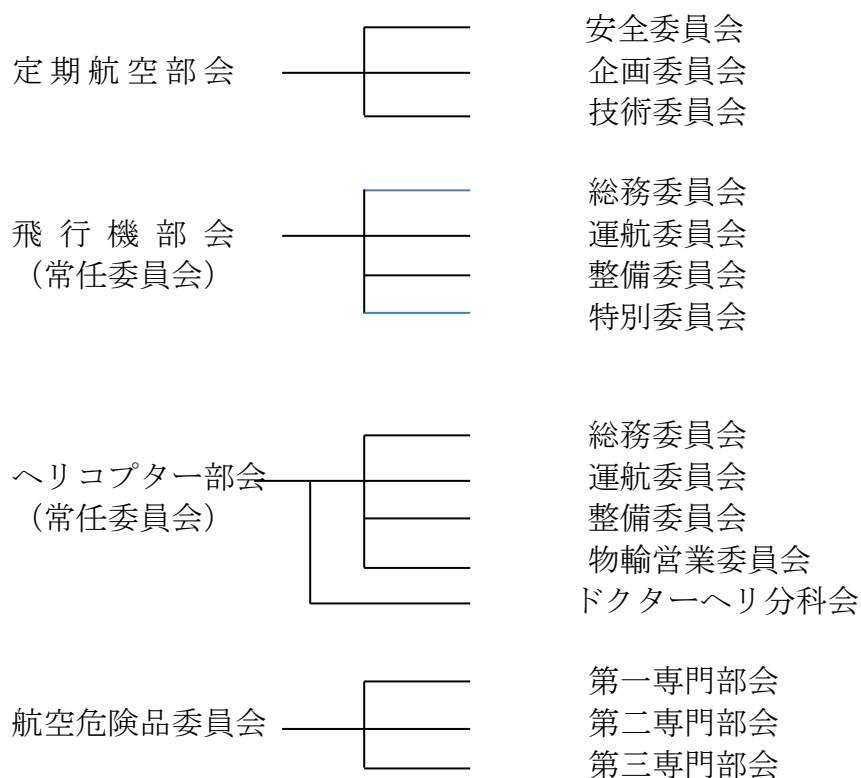 安全委員会
定期航空部会
企画委員会
技術委員会
総務委員会
飛行機部会
運航委員会
(常任委員会)
整備委員会
特別委員会
総務委員会
ヘリコプター部会
運航委員会
(常任委員会)
整備委員会
物輸営業委員会
ドクターヘリ分科会
第一専門部会
航空危険品委員会
第二専門部会
第三専門部会